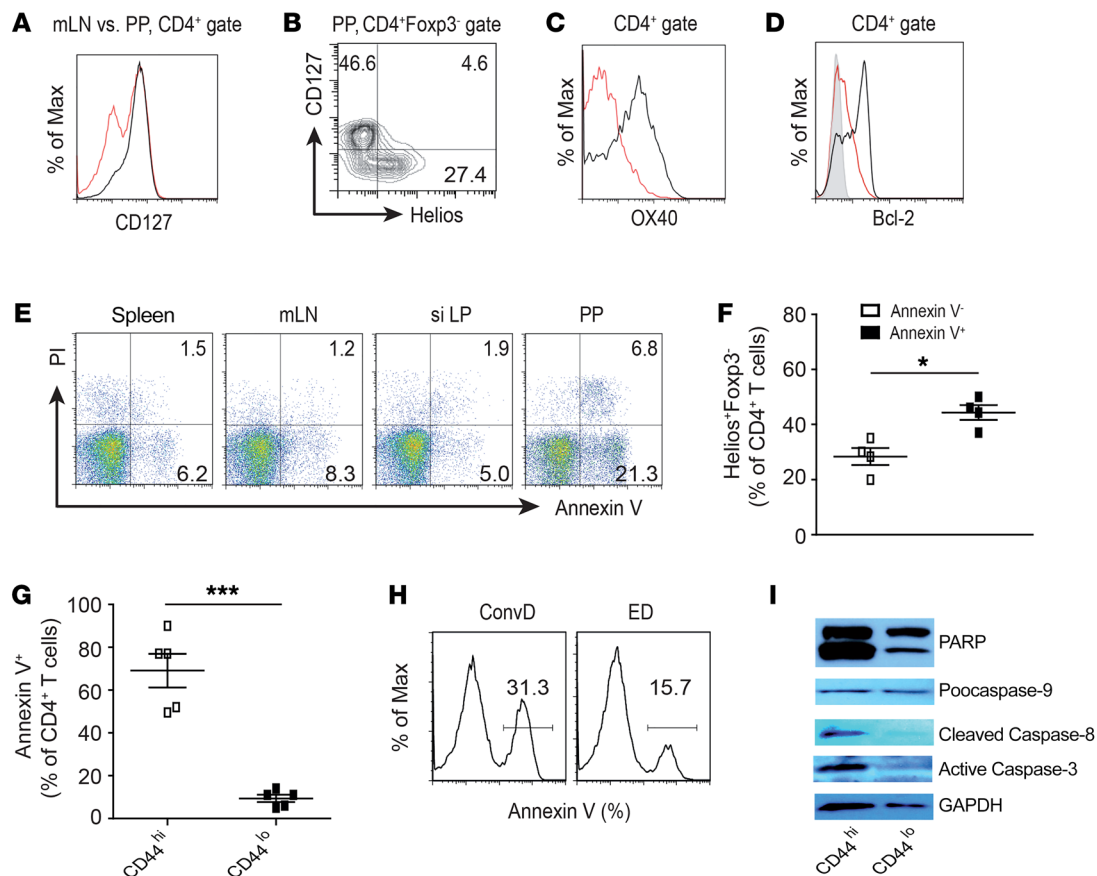 A mLN vs. PP, CD4⁺ gate
% of Max
CD127
B PP, CD4⁺Foxp3⁻ gate
CD127
46.6 4.6
27.4
Helios
C CD4⁺ gate
% of Max
OX40
D CD4⁺ gate
% of Max
Bcl-2
E Spleen mLN si LP PP
PI
1.5 1.2 1.9 6.8
6.2 8.3 5.0 21.3
Annexin V
F
Annexin V⁻
Annexin V⁺
Helios⁺Foxp3⁻
(% of CD4⁺ T cells)
80
60
40
20
0
*
G
Annexin V⁺
(% of CD4⁺ T cells)
100
80
60
40
20
0
***
CD44ʰⁱ CD44ˡᵒ
H ConvD ED
% of Max
31.3 15.7
Annexin V (%)
I
PARP
Poocaspase-9
Cleaved Caspase-8
Active Caspase-3
GAPDH
CD44ʰⁱ CD44ˡᵒ